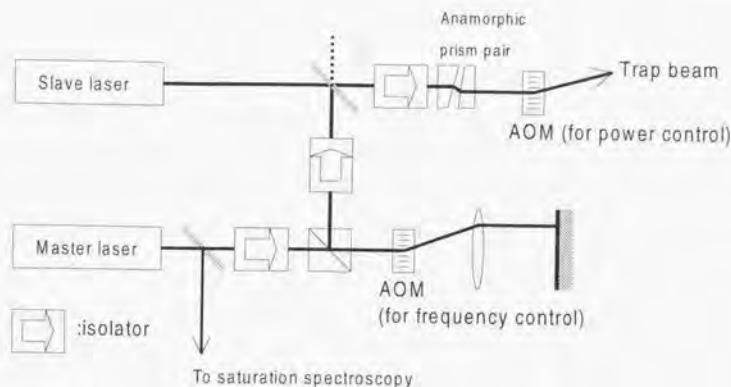 Anamorphic
prism pair
Slave laser
Trap beam
AOM (for power control)
Master laser
AOM
(for frequency control)
:isolator
To saturation spectroscopy